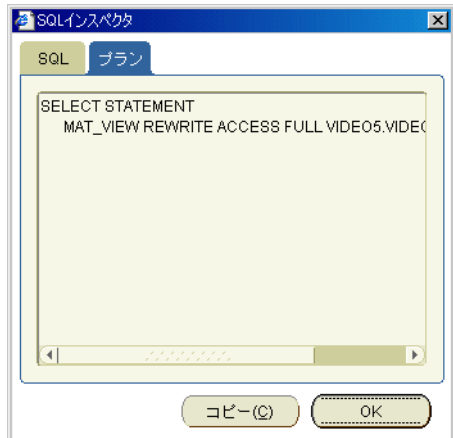 SQLインスペクタ
SQL プラン
SELECT STATEMENT
MAT_VIEW REWRITE ACCESS FULL VIDEO5.VIDEO
コピー(C) OK